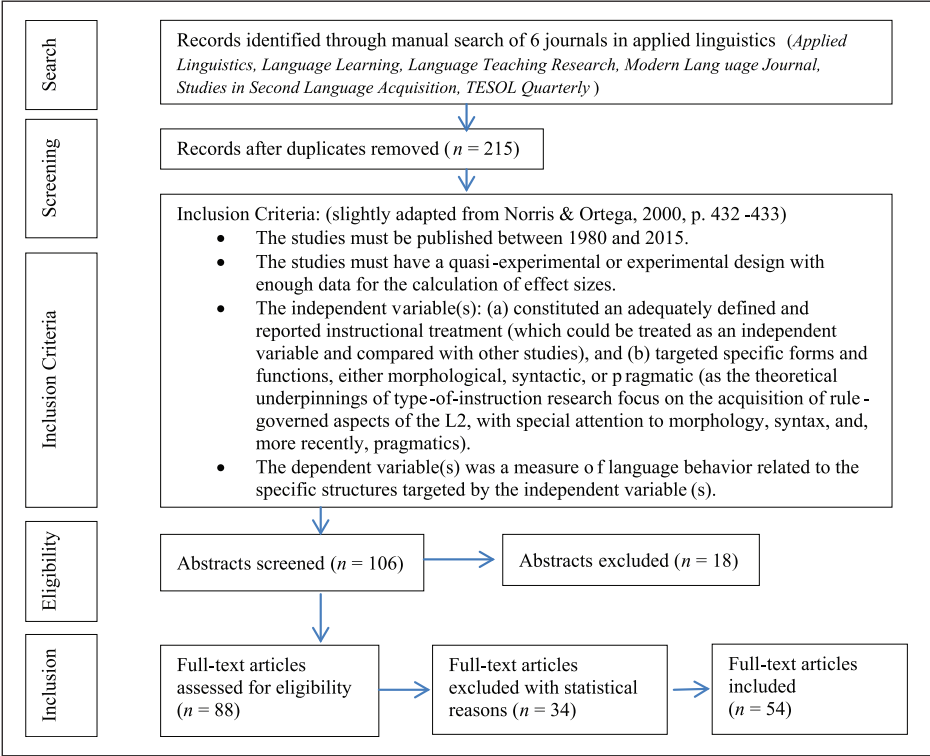 Search
Records identified through manual search of 6 journals in applied linguistics (Applied
Linguistics, Language Learning, Language Teaching Research, Modern Lang uage Journal,
Studies in Second Language Acquisition, TESOL Quarterly )
Screening
Records after duplicates removed (n = 215)
Inclusion Criteria
Inclusion Criteria: (slightly adapted from Norris & Ortega, 2000, p. 432 -433)
• The studies must be published between 1980 and 2015.
• The studies must have a quasi-experimental or experimental design with
enough data for the calculation of effect sizes.
• The independent variable(s): (a) constituted an adequately defined and
reported instructional treatment (which could be treated as an independent
variable and compared with other studies), and (b) targeted specific forms and
functions, either morphological, syntactic, or p ragmatic (as the theoretical
underpinnings of type-of-instruction research focus on the acquisition of rule-
governed aspects of the L2, with special attention to morphology, syntax, and,
more recently, pragmatics).
• The dependent variable(s) was a measure of language behavior related to the
specific structures targeted by the independent variable (s).
Eligibility
Abstracts screened (n = 106)
Abstracts excluded (n = 18)
Inclusion
Full-text articles
assessed for eligibility
(n = 88)
Full-text articles
excluded with statistical
reasons (n = 34)
Full-text articles
included
(n = 54)